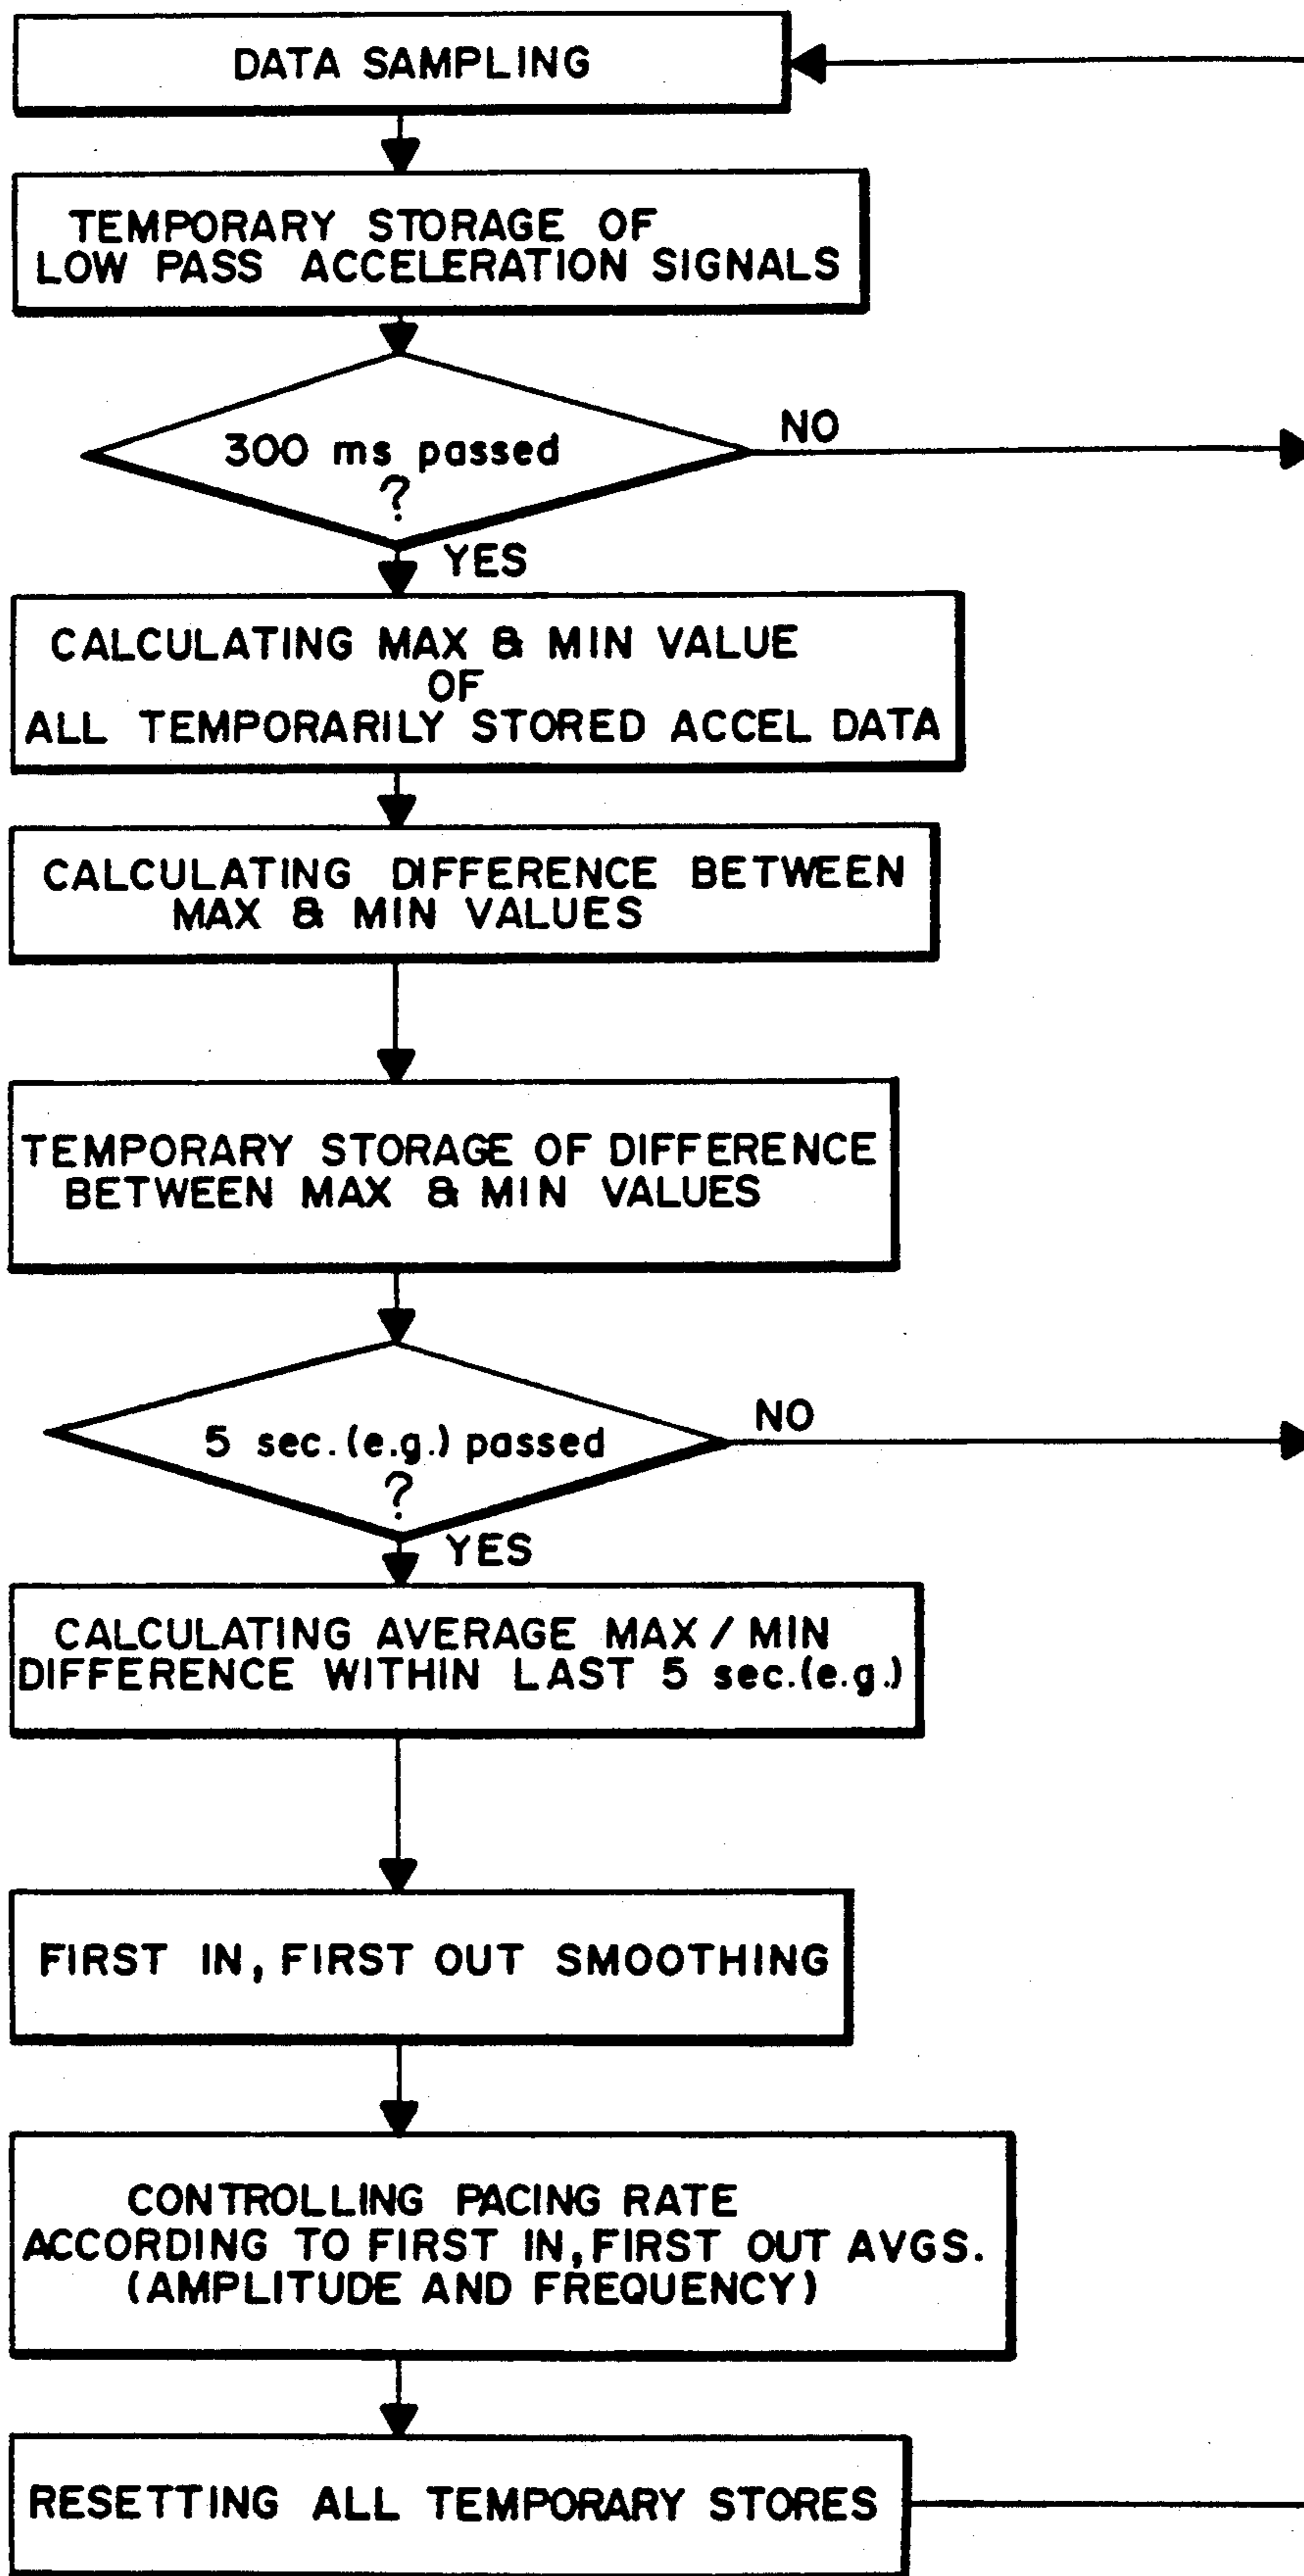 DATA SAMPLING
TEMPORARY STORAGE OF
LOW PASS ACCELERATION SIGNALS
300 ms passed
?
NO
YES
CALCULATING MAX & MIN VALUE
OF
ALL TEMPORARILY STORED ACCEL DATA
CALCULATING DIFFERENCE BETWEEN
MAX & MIN VALUES
TEMPORARY STORAGE OF DIFFERENCE
BETWEEN MAX & MIN VALUES
5 sec.(e.g.) passed
?
NO
YES
CALCULATING AVERAGE MAX / MIN
DIFFERENCE WITHIN LAST 5 sec.(e.g.)
FIRST IN, FIRST OUT SMOOTHING
CONTROLLING PACING RATE
ACCORDING TO FIRST IN, FIRST OUT AVGS.
(AMPLITUDE AND FREQUENCY)
RESETTING ALL TEMPORARY STORES